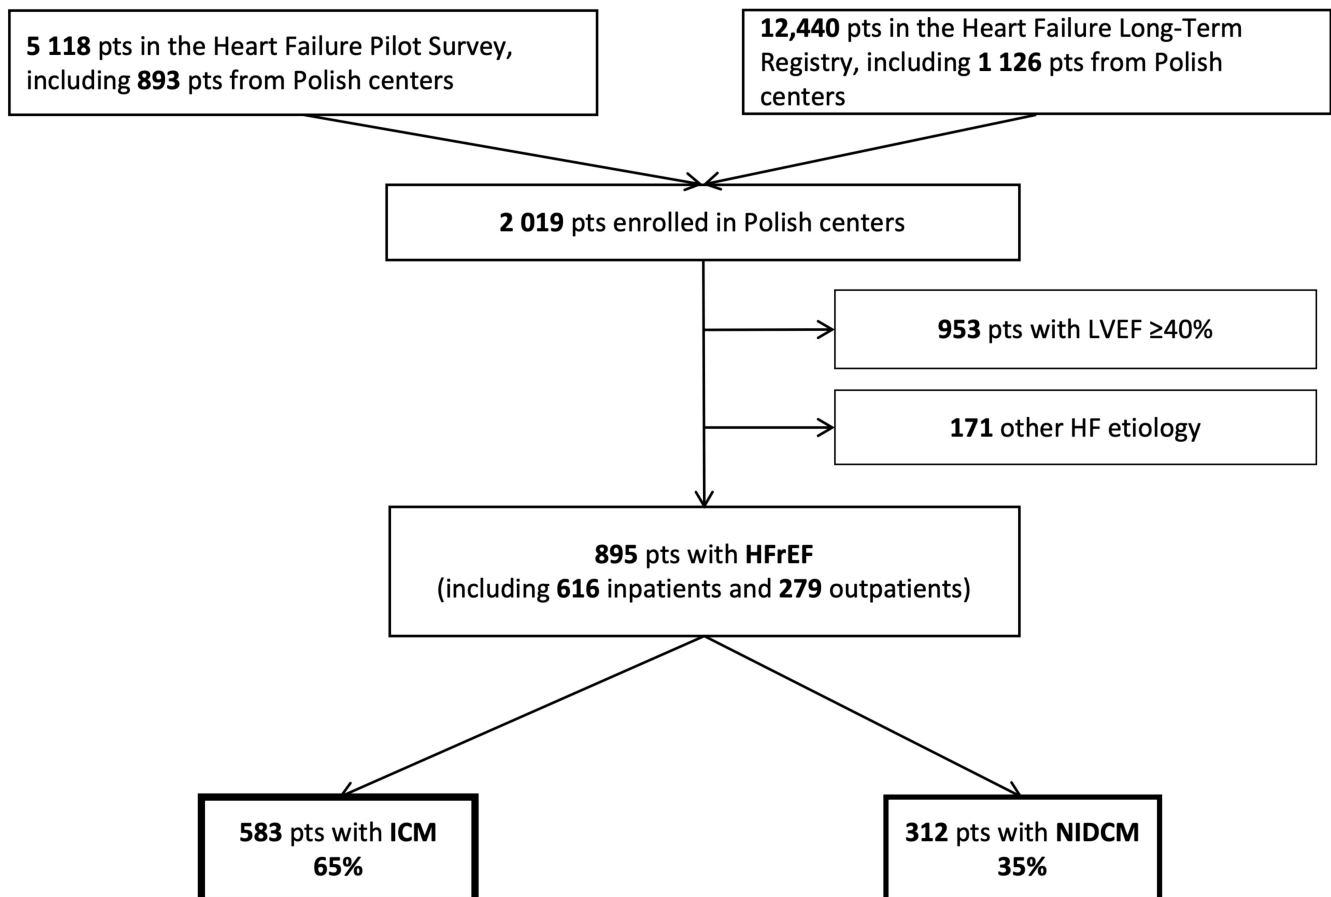 5 118 pts in the Heart Failure Pilot Survey,
including 893 pts from Polish centers
12,440 pts in the Heart Failure Long-Term
Registry, including 1 126 pts from Polish
centers
2 019 pts enrolled in Polish centers
953 pts with LVEF ≥40%
171 other HF etiology
895 pts with HFrEF
(including 616 inpatients and 279 outpatients)
583 pts with ICM
65%
312 pts with NIDCM
35%